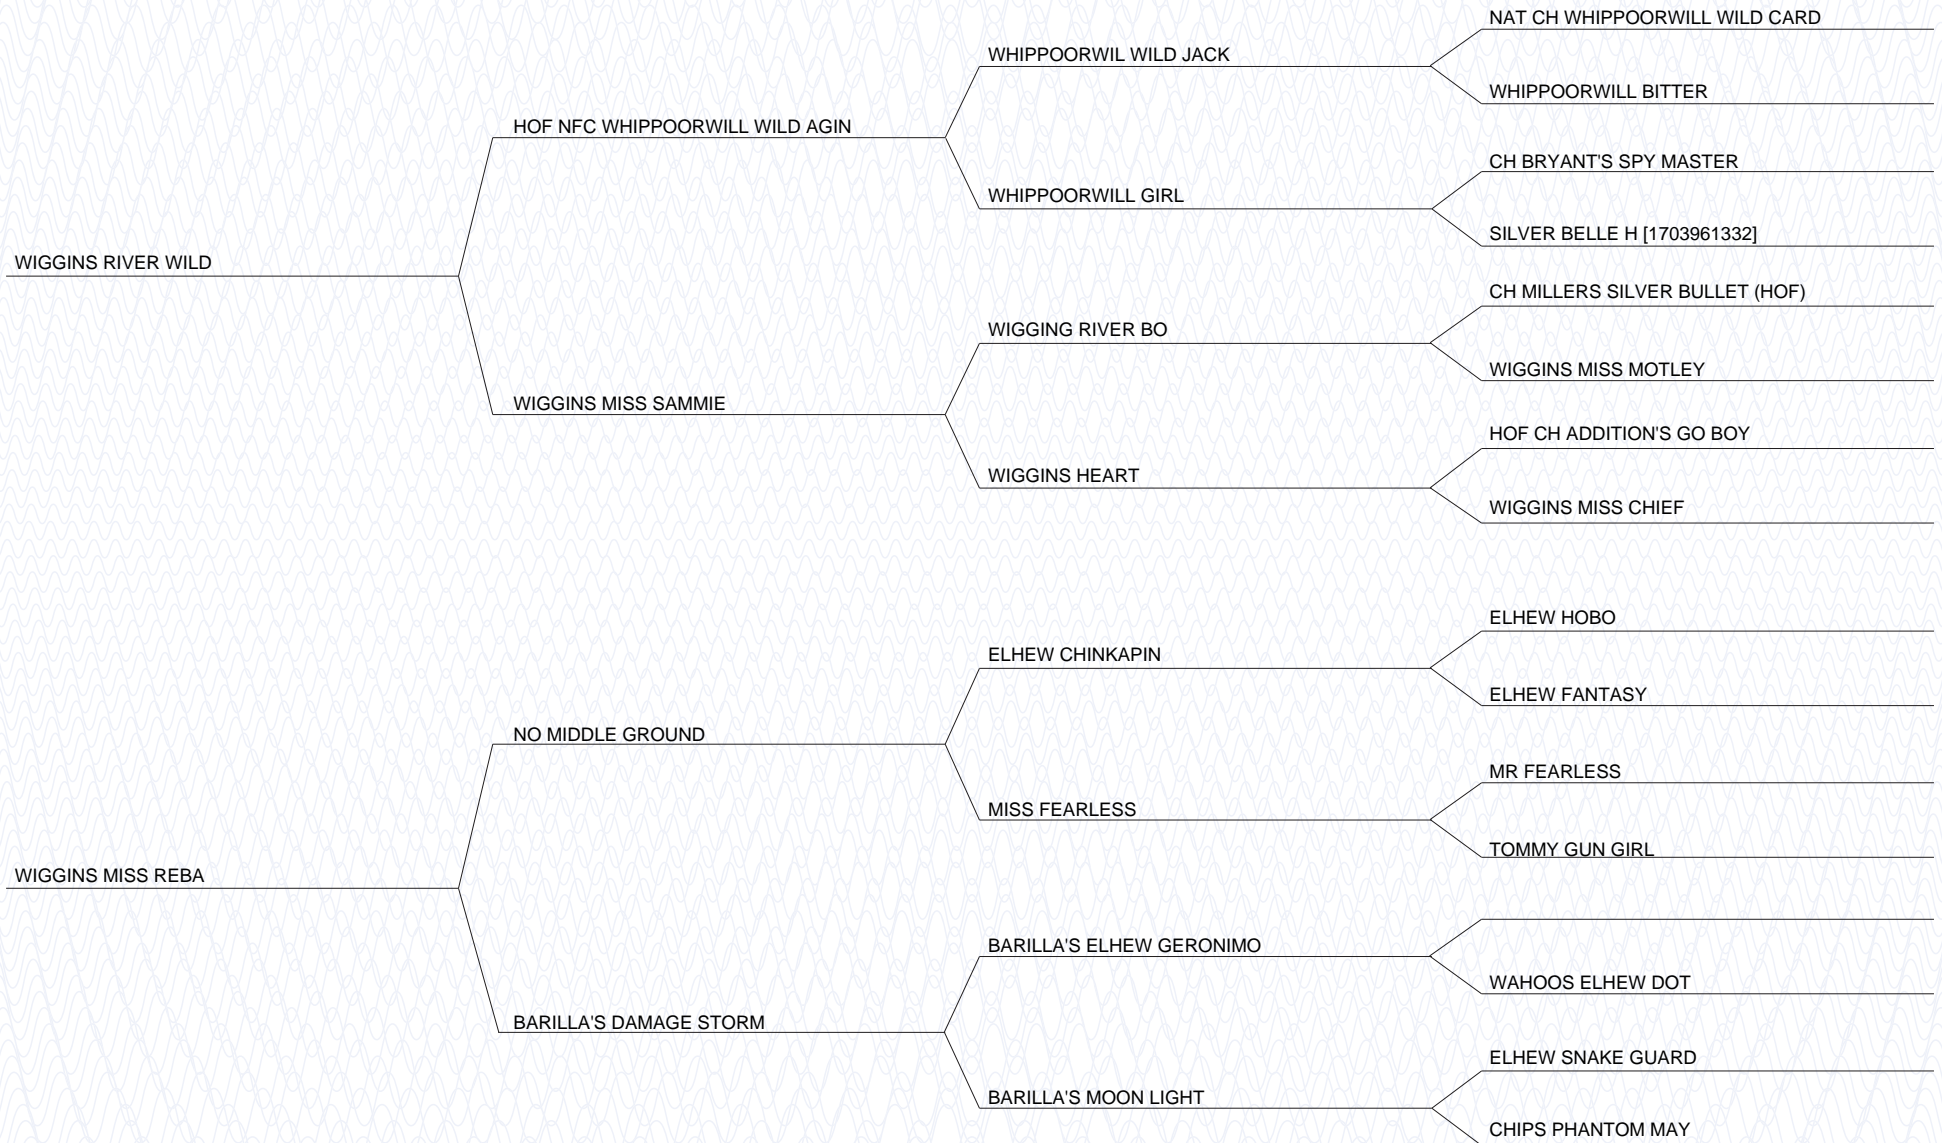 NAT CH WHIPPOORWILL WILD CARD
WHIPPOORWIL WILD JACK
WHIPPOORWILL BITTER
HOF NFC WHIPPOORWILL WILD AGIN
CH BRYANT'S SPY MASTER
WHIPPOORWILL GIRL
SILVER BELLE H [1703961332]
WIGGINS RIVER WILD
CH MILLERS SILVER BULLET (HOF)
WIGGING RIVER BO
WIGGINS MISS MOTLEY
WIGGINS MISS SAMMIE
HOF CH ADDITION'S GO BOY
WIGGINS HEART
WIGGINS MISS CHIEF
ELHEW HOBO
ELHEW CHINKAPIN
ELHEW FANTASY
NO MIDDLE GROUND
MR FEARLESS
MISS FEARLESS
TOMMY GUN GIRL
WIGGINS MISS REBA
BARILLA'S ELHEW GERONIMO
WAHOOS ELHEW DOT
BARILLA'S DAMAGE STORM
ELHEW SNAKE GUARD
BARILLA'S MOON LIGHT
CHIPS PHANTOM MAY